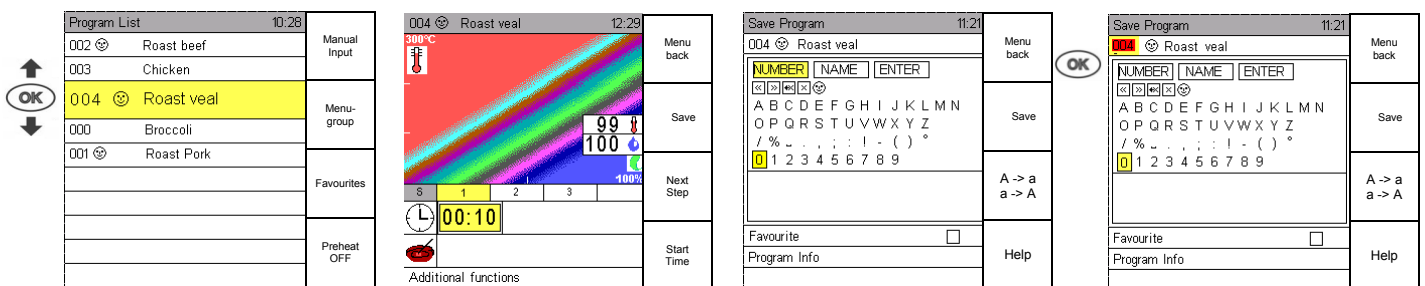 Program List 10:28
002 Roast beef
003 Chicken
004 Roast veal
000 Broccoli
001 Roast Pork
Manual
Input
Menu-
group
Favourites
Preheat
OFF
OK
004 Roast veal 12:29
300°C
99
100
100%
S 1 2 3
00:10
Additional functions
Menu
back
Save
Next
Step
Start
Time
Save Program 11:21
004 Roast veal
NUMBER NAME ENTER
« »
A B C D E F G H I J K L M N
O P Q R S T U V W X Y Z
/ % ⌣ . , ; : ! - ( ) °
0 1 2 3 4 5 6 7 8 9
Favourite
Program Info
Menu
back
Save
A -> a
a -> A
Help
OK
Save Program 11:21
004 Roast veal
NUMBER NAME ENTER
« »
A B C D E F G H I J K L M N
O P Q R S T U V W X Y Z
/ % ⌣ . , ; : ! - ( ) °
0 1 2 3 4 5 6 7 8 9
Favourite
Program Info
Menu
back
Save
A -> a
a -> A
Help